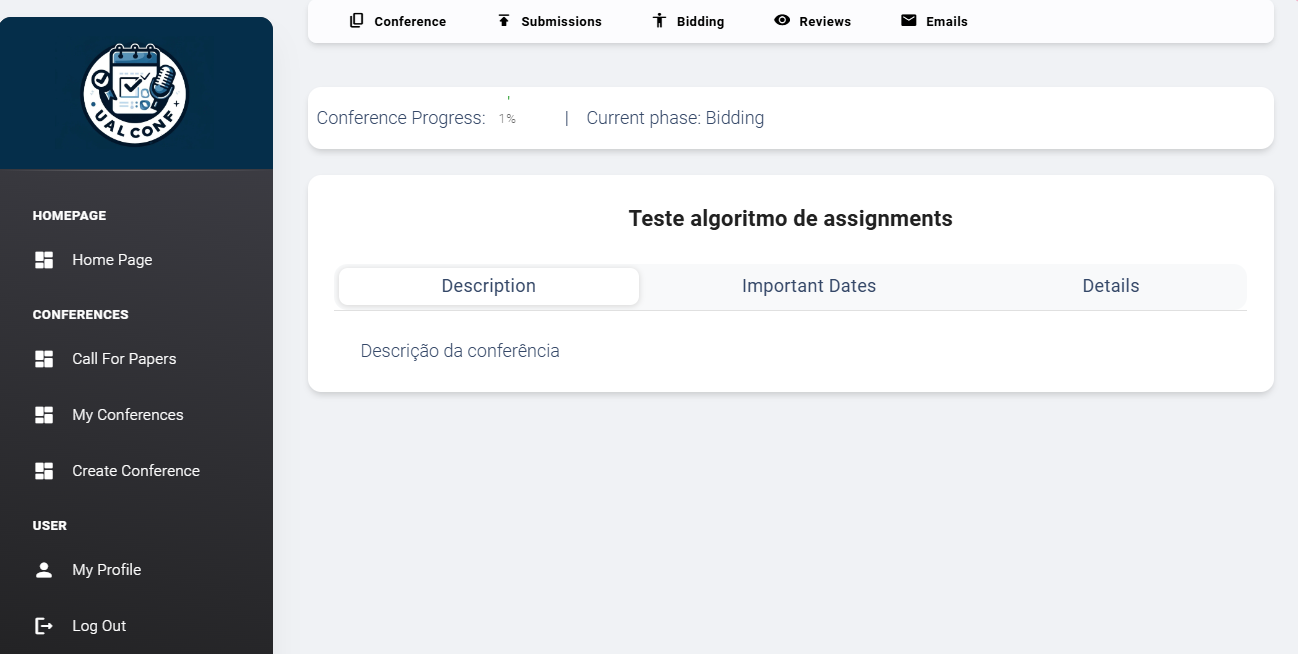 Conference Submissions Bidding Reviews Emails
UAL CONF
HOMEPAGE
Home Page
CONFERENCES
Call For Papers
My Conferences
Create Conference
USER
My Profile
Log Out
Conference Progress: 1% | Current phase: Bidding
Teste algoritmo de assignments
Description Important Dates Details
Descrição da conferência